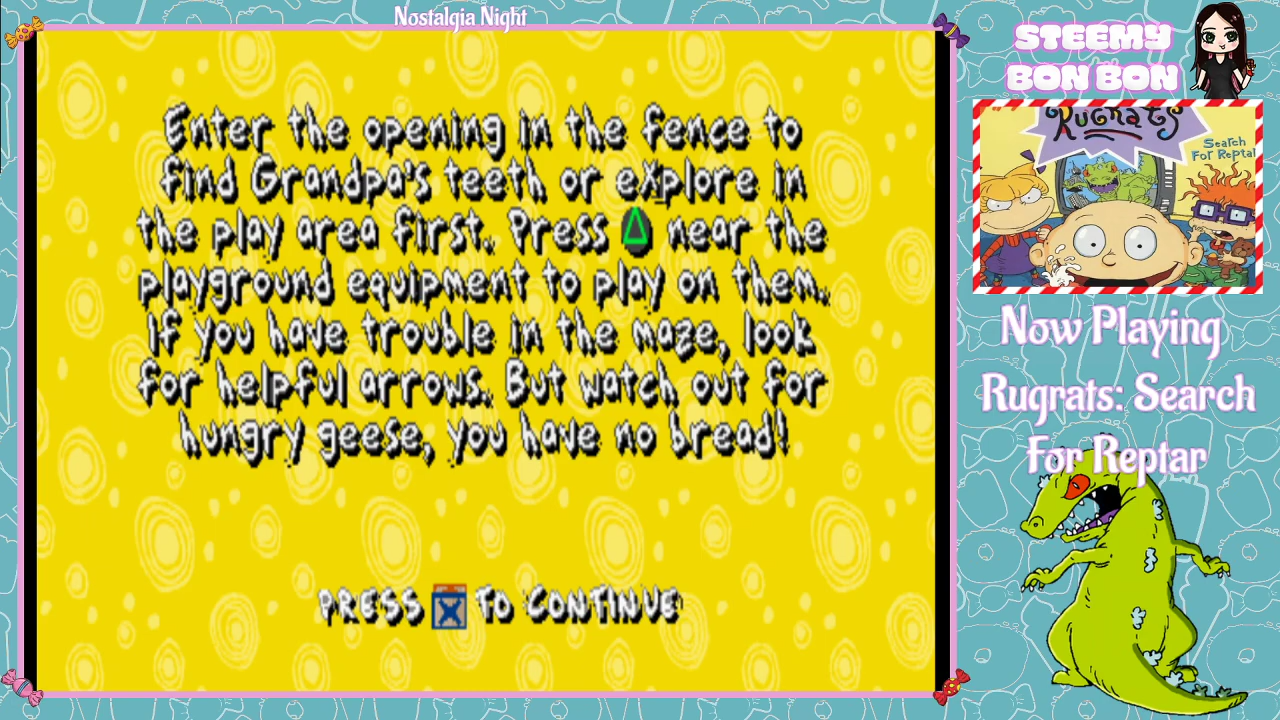 Nostalgia Night
Enter the opening in the fence to
find Grandpa's teeth or explore in
the play area first. Press △ near the
playground equipment to play on them.
If you have trouble in the maze, look
for helpful arrows. But watch out for
hungry geese, you have no bread!
PRESS X TO CONTINUE
STEEMY
BON BON
Rugrats
Search
For Reptar
Now Playing
Rugrats: Search
For Reptar